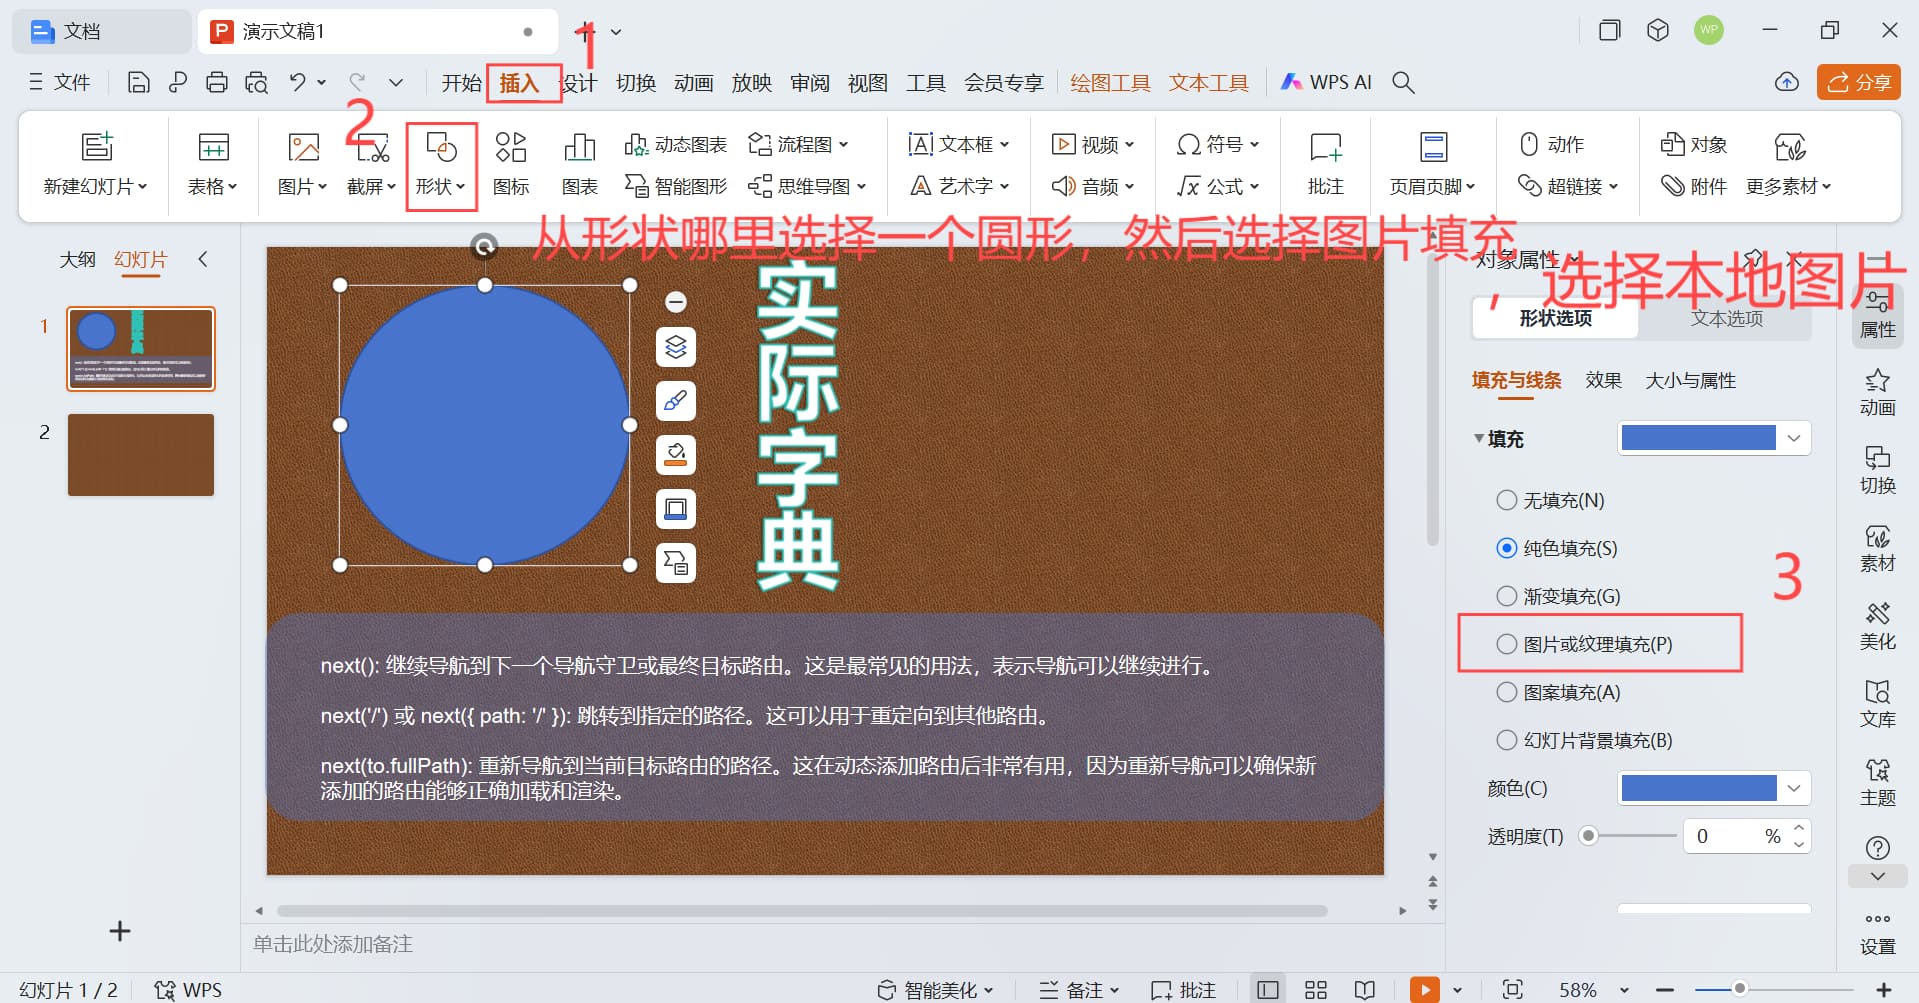 文档
演示文稿1
WP
文件
开始 插入 设计 切换 动画 放映 审阅 视图 工具 会员专享 绘图工具 文本工具 WPS AI 分享
1
2
新建幻灯片 表格 图片 截屏 形状 图标 图表
动态图表 流程图
智能图形 思维导图
文本框 视频 符号
艺术字 音频 公式
批注 页眉页脚
动作 对象
超链接 附件 更多素材
从形状哪里选择一个圆形，然后选择图片填充
，选择本地图片
大纲 幻灯片
1
2
实
际
字
典
next(): 继续导航到下一个导航守卫或最终目标路由。这是最常见的用法，表示导航可以继续进行。
next('/') 或 next({ path: '/' }): 跳转到指定的路径。这可以用于重定向到其他路由。
next(to.fullPath): 重新导航到当前目标路由的路径。这在动态添加路由后非常有用，因为重新导航可以确保新
添加的路由能够正确加载和渲染。
对象属性
形状选项 文本选项
填充与线条 效果 大小与属性
填充
无填充(N)
纯色填充(S)
渐变填充(G)
3
图片或纹理填充(P)
图案填充(A)
幻灯片背景填充(B)
颜色(C)
透明度(T) 0 %
属性
动画
切换
素材
美化
文库
主题
设置
单击此处添加备注
幻灯片 1 / 2 WPS 智能美化 备注 批注 58%